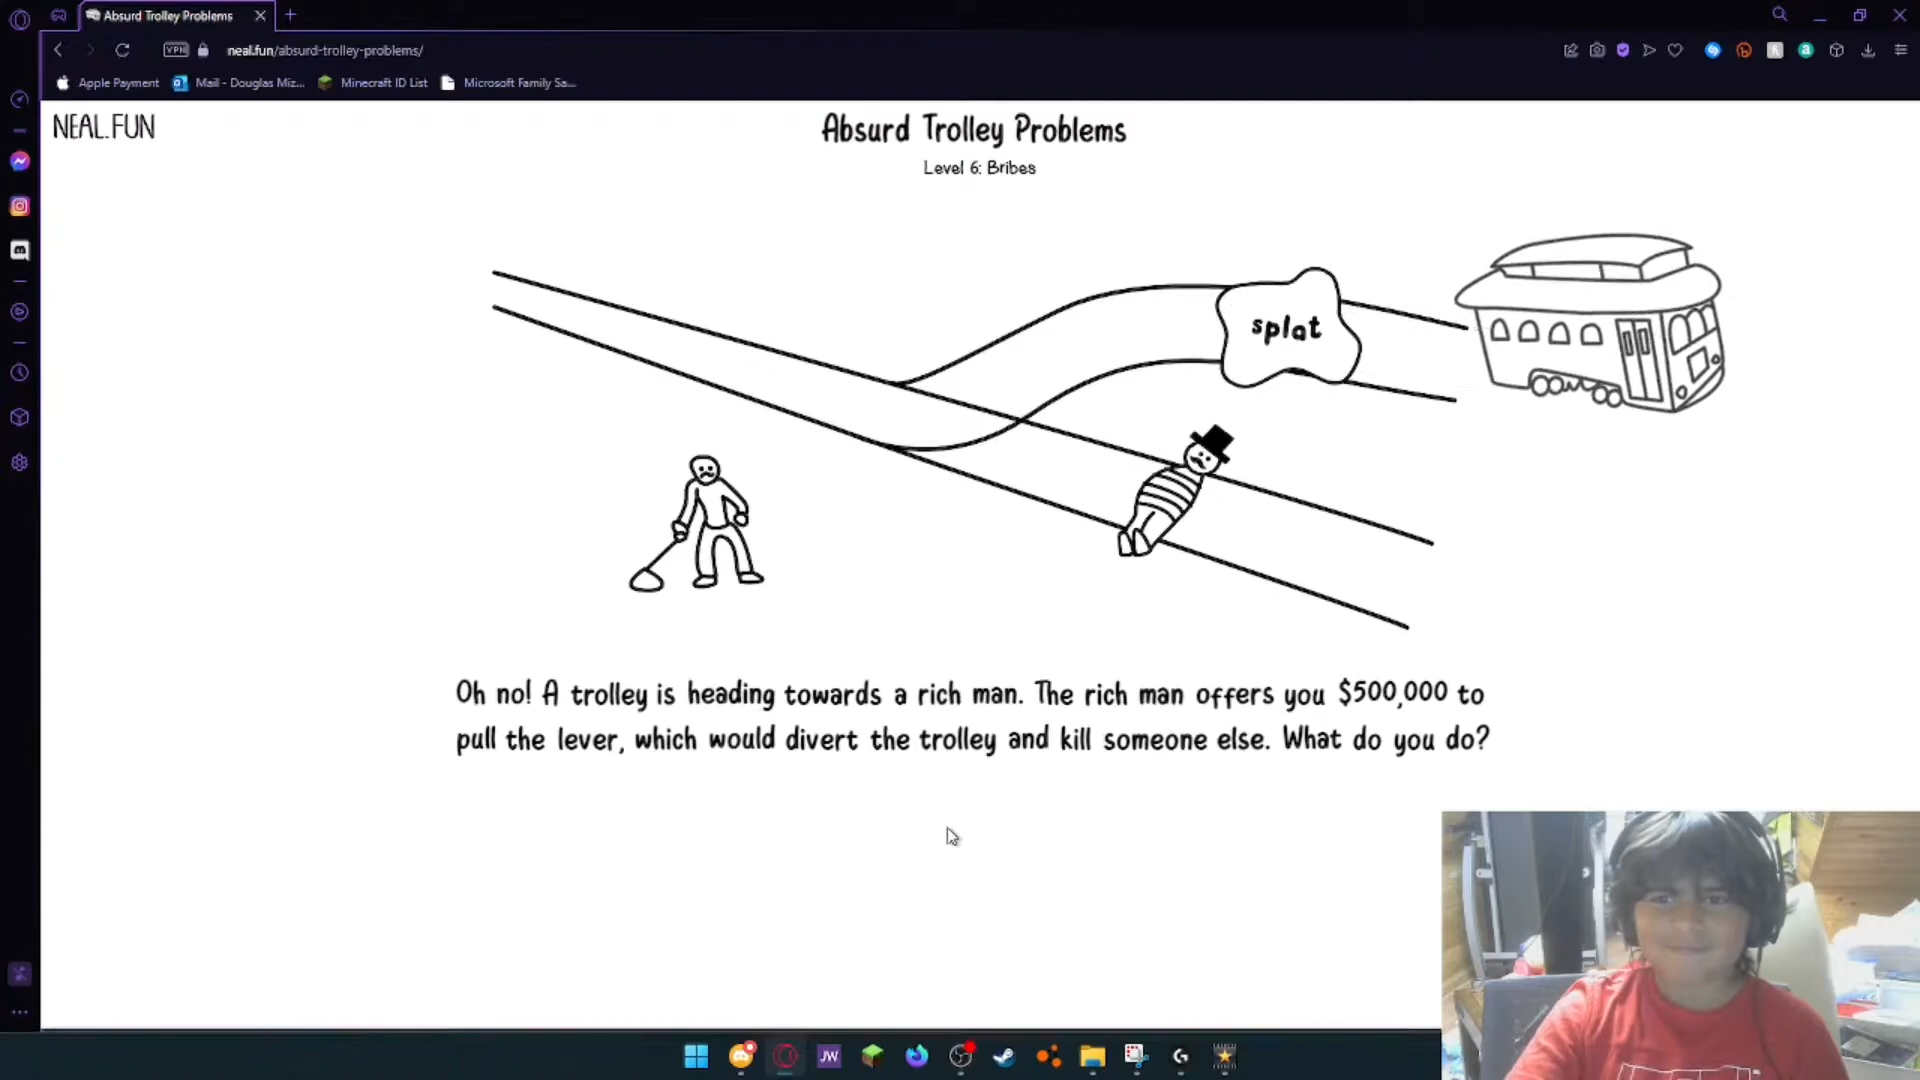 Absurd Trolley Problems
VPN neal.fun/absurd-trolley-problems/
Apple Payment Mail - Douglas Miz... Minecraft ID List Microsoft Family Sa...
NEAL.FUN
Absurd Trolley Problems
Level 6: Bribes
splat
Oh no! A trolley is heading towards a rich man. The rich man offers you $500,000 to
pull the lever, which would divert the trolley and kill someone else. What do you do?
JW